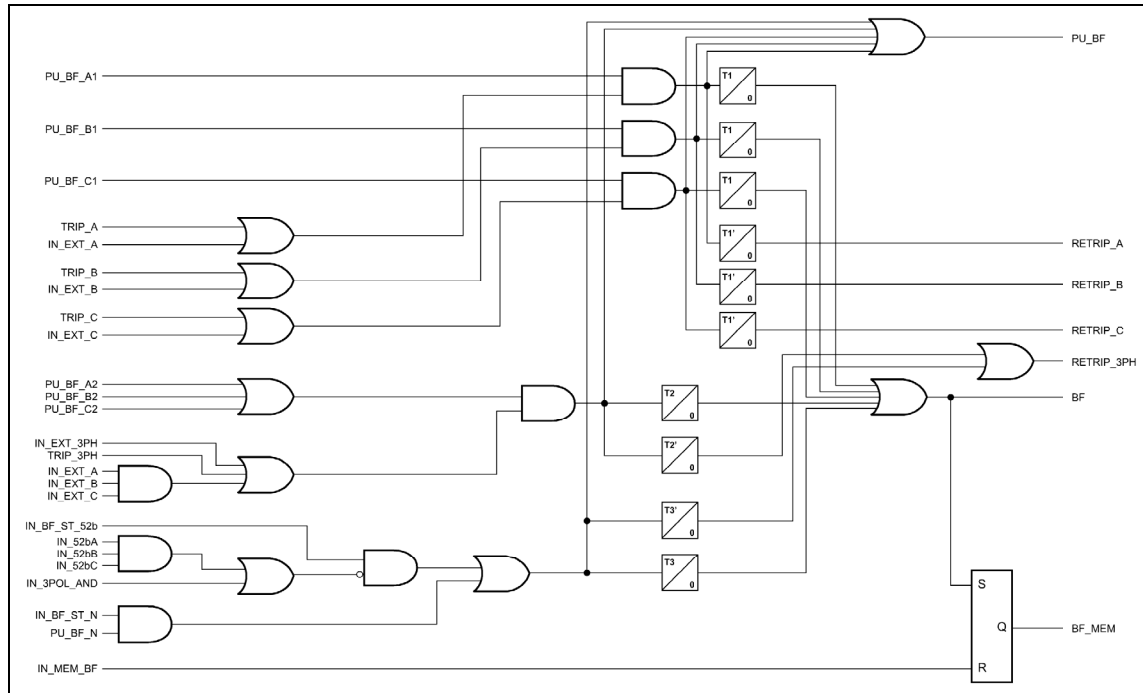 PU_BF
PU_BF_A1
T1
0
PU_BF_B1
T1
0
PU_BF_C1
T1
0
TRIP_A
IN_EXT_A
T1'
0
RETRIP_A
TRIP_B
IN_EXT_B
T1'
0
RETRIP_B
TRIP_C
IN_EXT_C
T1'
0
RETRIP_C
RETRIP_3PH
PU_BF_A2
PU_BF_B2
PU_BF_C2
T2
0
BF
IN_EXT_3PH
TRIP_3PH
IN_EXT_A
IN_EXT_B
IN_EXT_C
T2'
0
IN_BF_ST_52b
IN_52bA
IN_52bB
IN_52bC
IN_3POL_AND
T3'
0
T3
0
IN_BF_ST_N
PU_BF_N
S
Q
R
BF_MEM
IN_MEM_BF